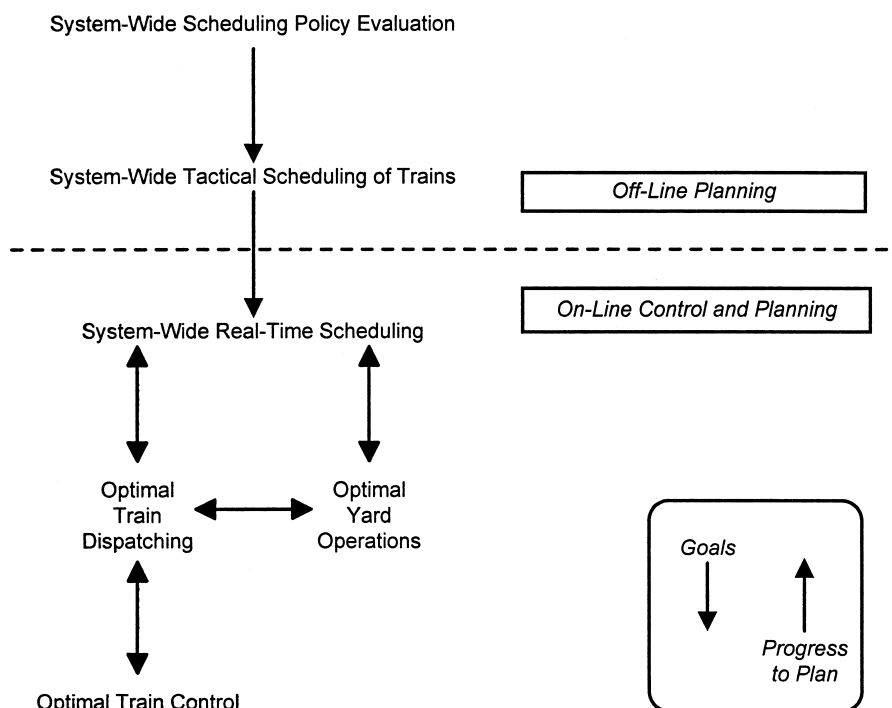 System-Wide Scheduling Policy Evaluation
System-Wide Tactical Scheduling of Trains
Off-Line Planning
On-Line Control and Planning
System-Wide Real-Time Scheduling
Optimal
Train
Dispatching
Optimal
Yard
Operations
Goals
Progress
to Plan
Optimal Train Control